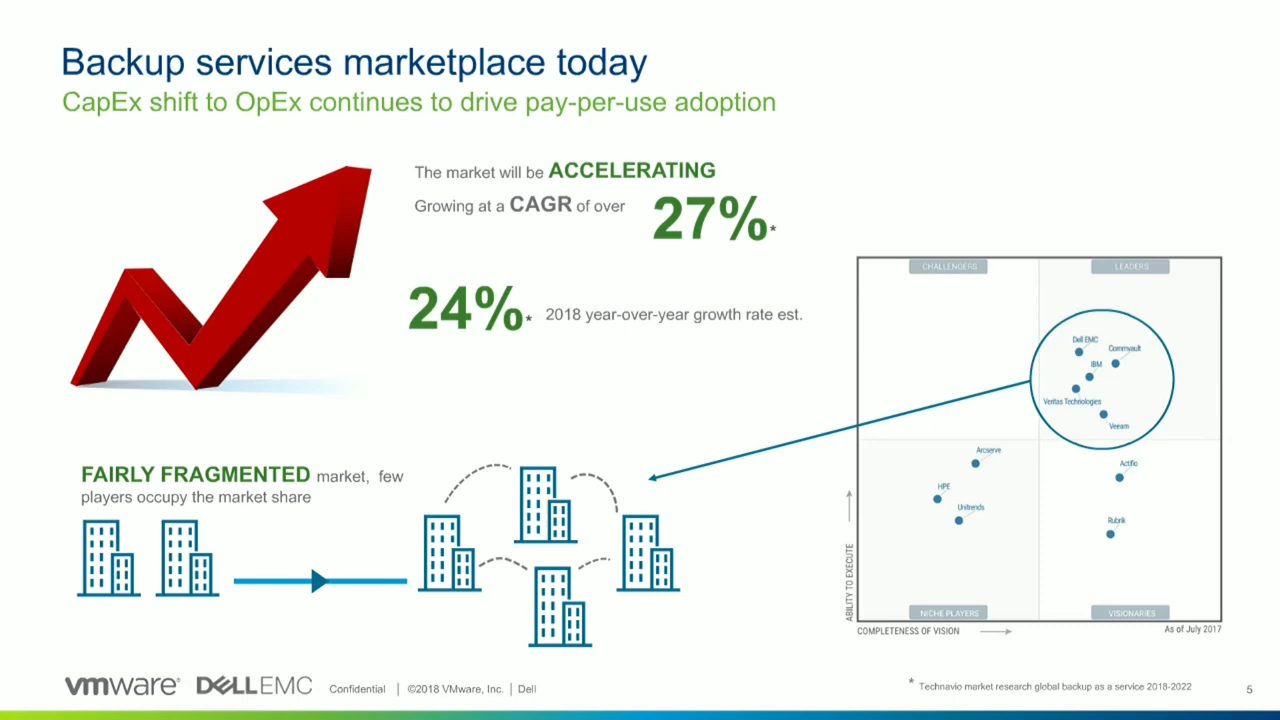 Backup services marketplace today
CapEx shift to OpEx continues to drive pay-per-use adoption
The market will be ACCELERATING
Growing at a CAGR of over 27%*
24%* 2018 year-over-year growth rate est.
FAIRLY FRAGMENTED market, few
players occupy the market share
CHALLENGERS
LEADERS
Dell EMC
Commvault
IBM
Veritas Technologies
Veeam
Arcserve
Actifio
HPE
Unitrends
Rubrik
ABILITY TO EXECUTE
NICHE PLAYERS
VISIONARIES
COMPLETENESS OF VISION
As of July 2017
vmware® DELLEMC Confidential | ©2018 VMware, Inc. | Dell
* Technavio market research global backup as a service 2018-2022
5